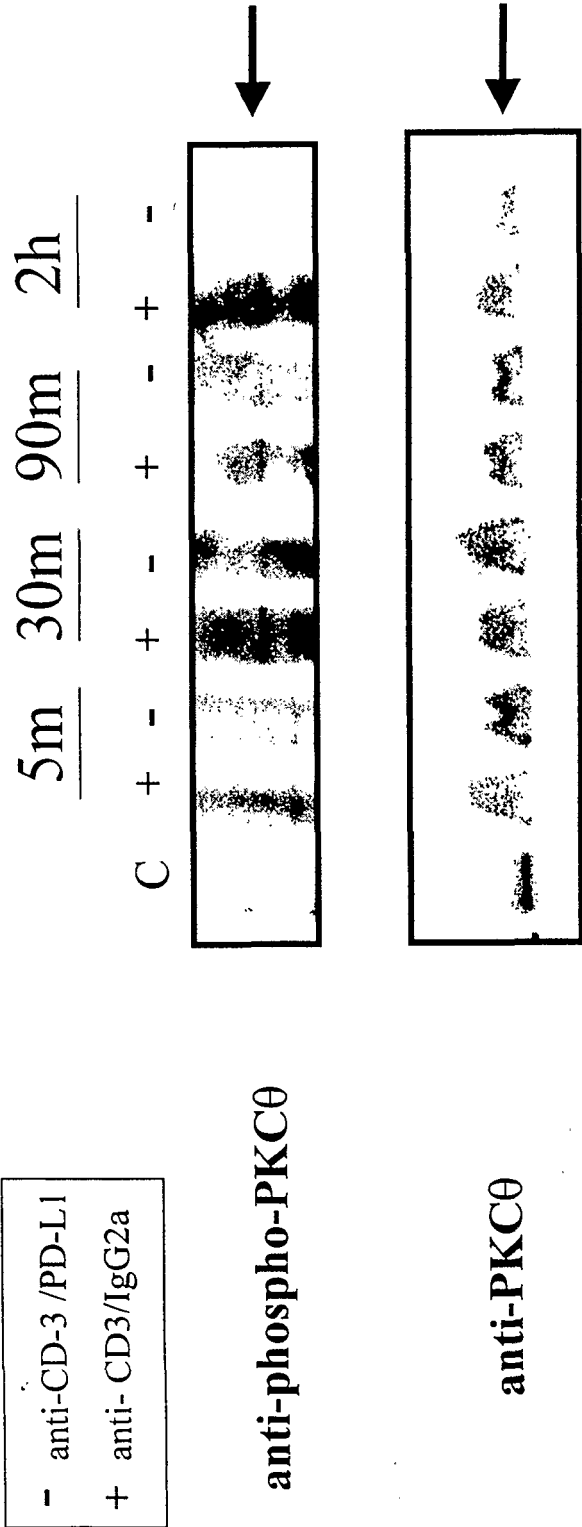 - anti-CD-3 /PD-L1
+ anti- CD3/IgG2a
5m 30m 90m 2h
C + - + - + - + -
anti-phospho-PKCθ
anti-PKCθ